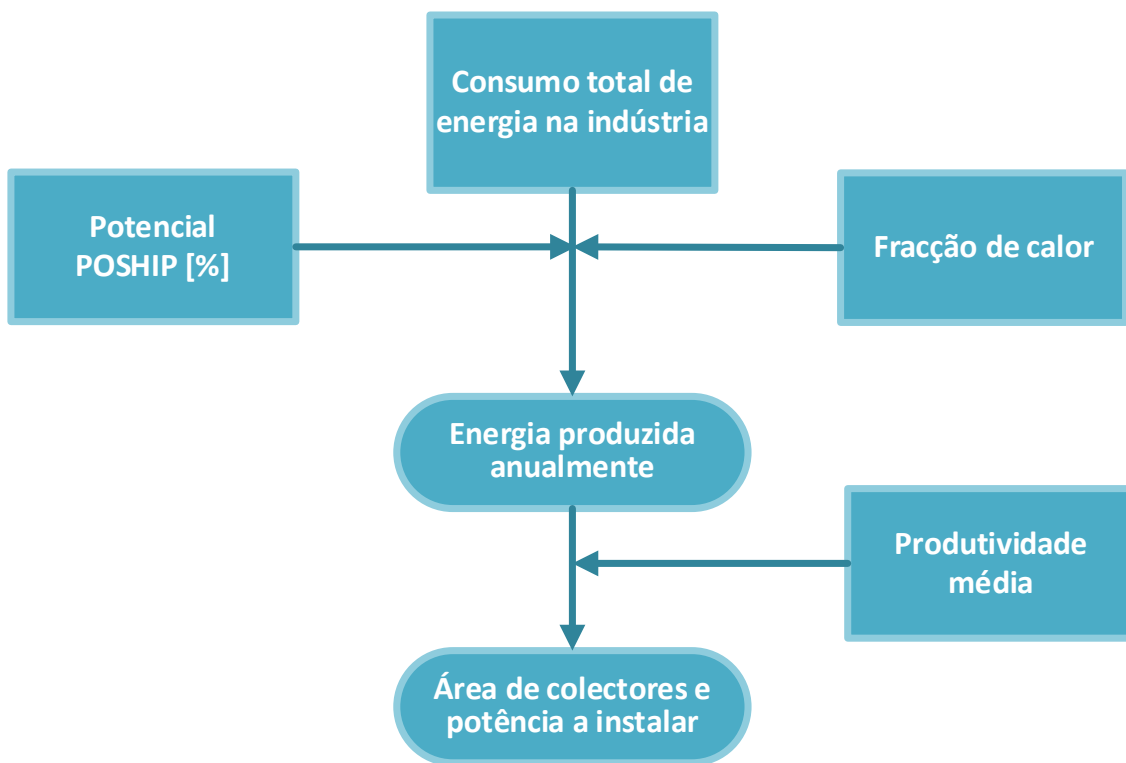 Consumo total de
energia na indústria
Potencial
POSHIP [%]
Fracção de calor
Energia produzida
anualmente
Produtividade
média
Área de colectores e
potência a instalar